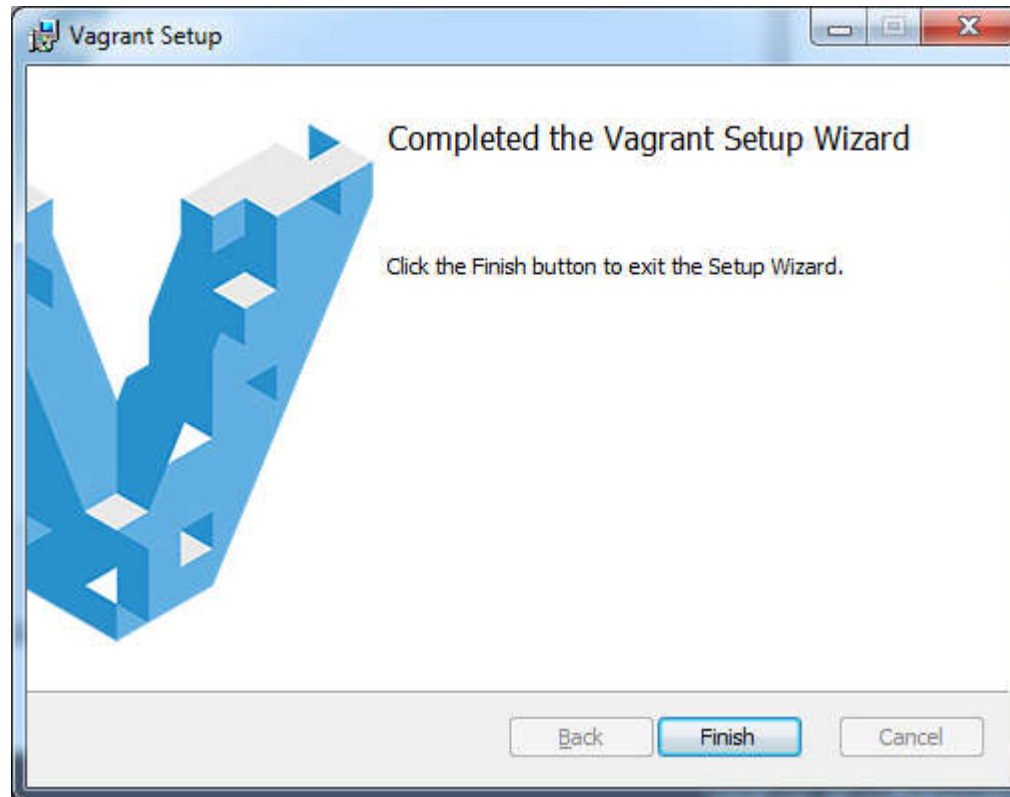 Vagrant Setup
Completed the Vagrant Setup Wizard
Click the Finish button to exit the Setup Wizard.
Back Finish Cancel